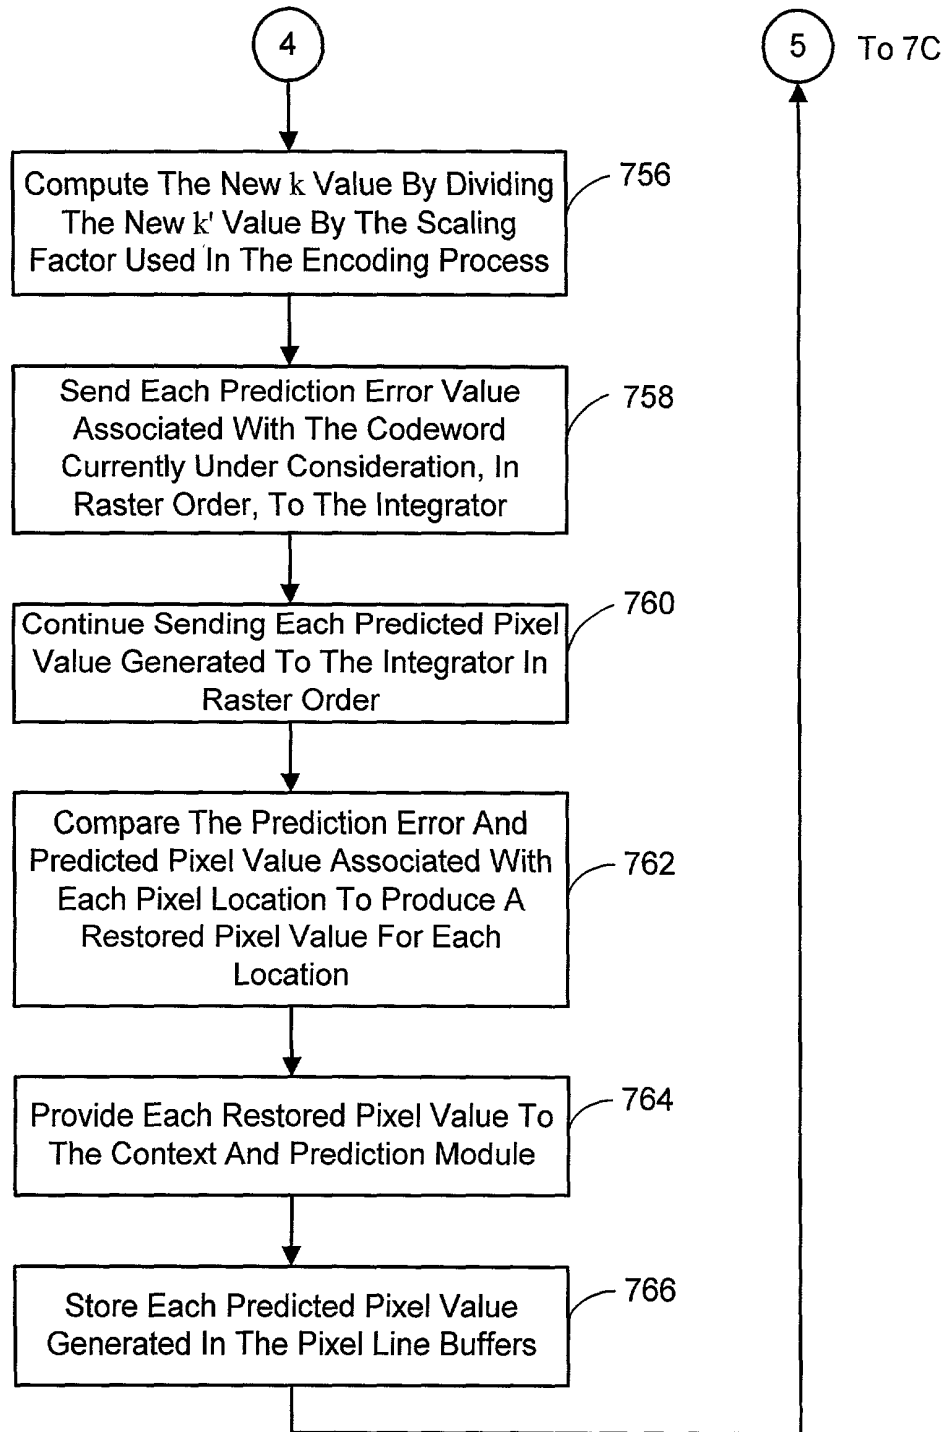 4
5 To 7C
Compute The New k Value By Dividing
The New k' Value By The Scaling
Factor Used In The Encoding Process
756
Send Each Prediction Error Value
Associated With The Codeword
Currently Under Consideration, In
Raster Order, To The Integrator
758
Continue Sending Each Predicted Pixel
Value Generated To The Integrator In
Raster Order
760
Compare The Prediction Error And
Predicted Pixel Value Associated With
Each Pixel Location To Produce A
Restored Pixel Value For Each
Location
762
Provide Each Restored Pixel Value To
The Context And Prediction Module
764
Store Each Predicted Pixel Value
Generated In The Pixel Line Buffers
766